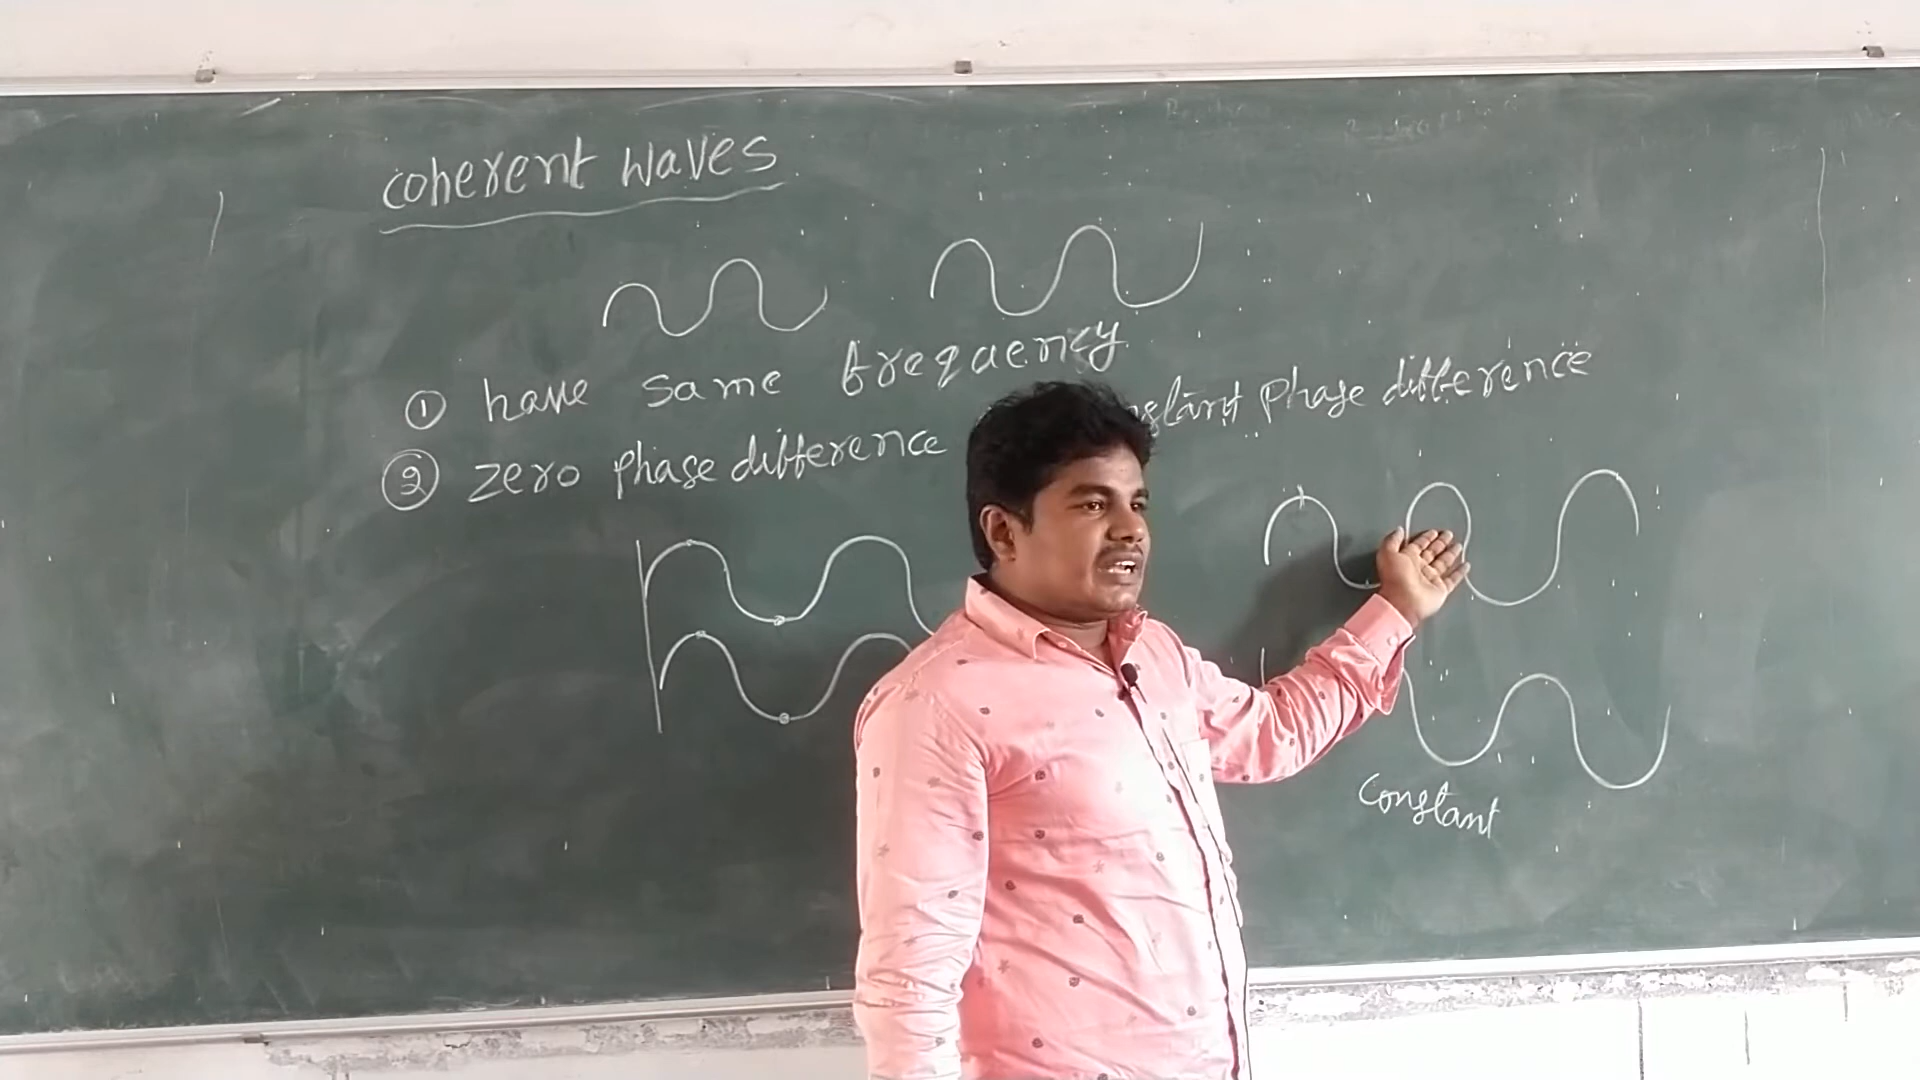 coherent waves
① have same frequency
② zero phase difference phase difference
Constant